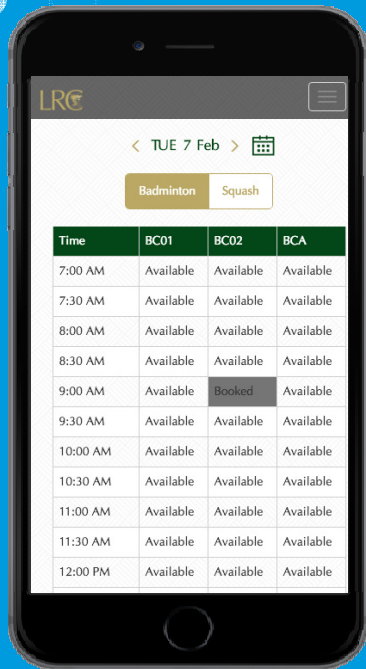 LRC
< TUE 7 Feb >
Badminton Squash
Time BC01 BC02 BCA
7:00 AM Available Available Available
7:30 AM Available Available Available
8:00 AM Available Available Available
8:30 AM Available Available Available
9:00 AM Available Booked Available
9:30 AM Available Available Available
10:00 AM Available Available Available
10:30 AM Available Available Available
11:00 AM Available Available Available
11:30 AM Available Available Available
12:00 PM Available Available Available